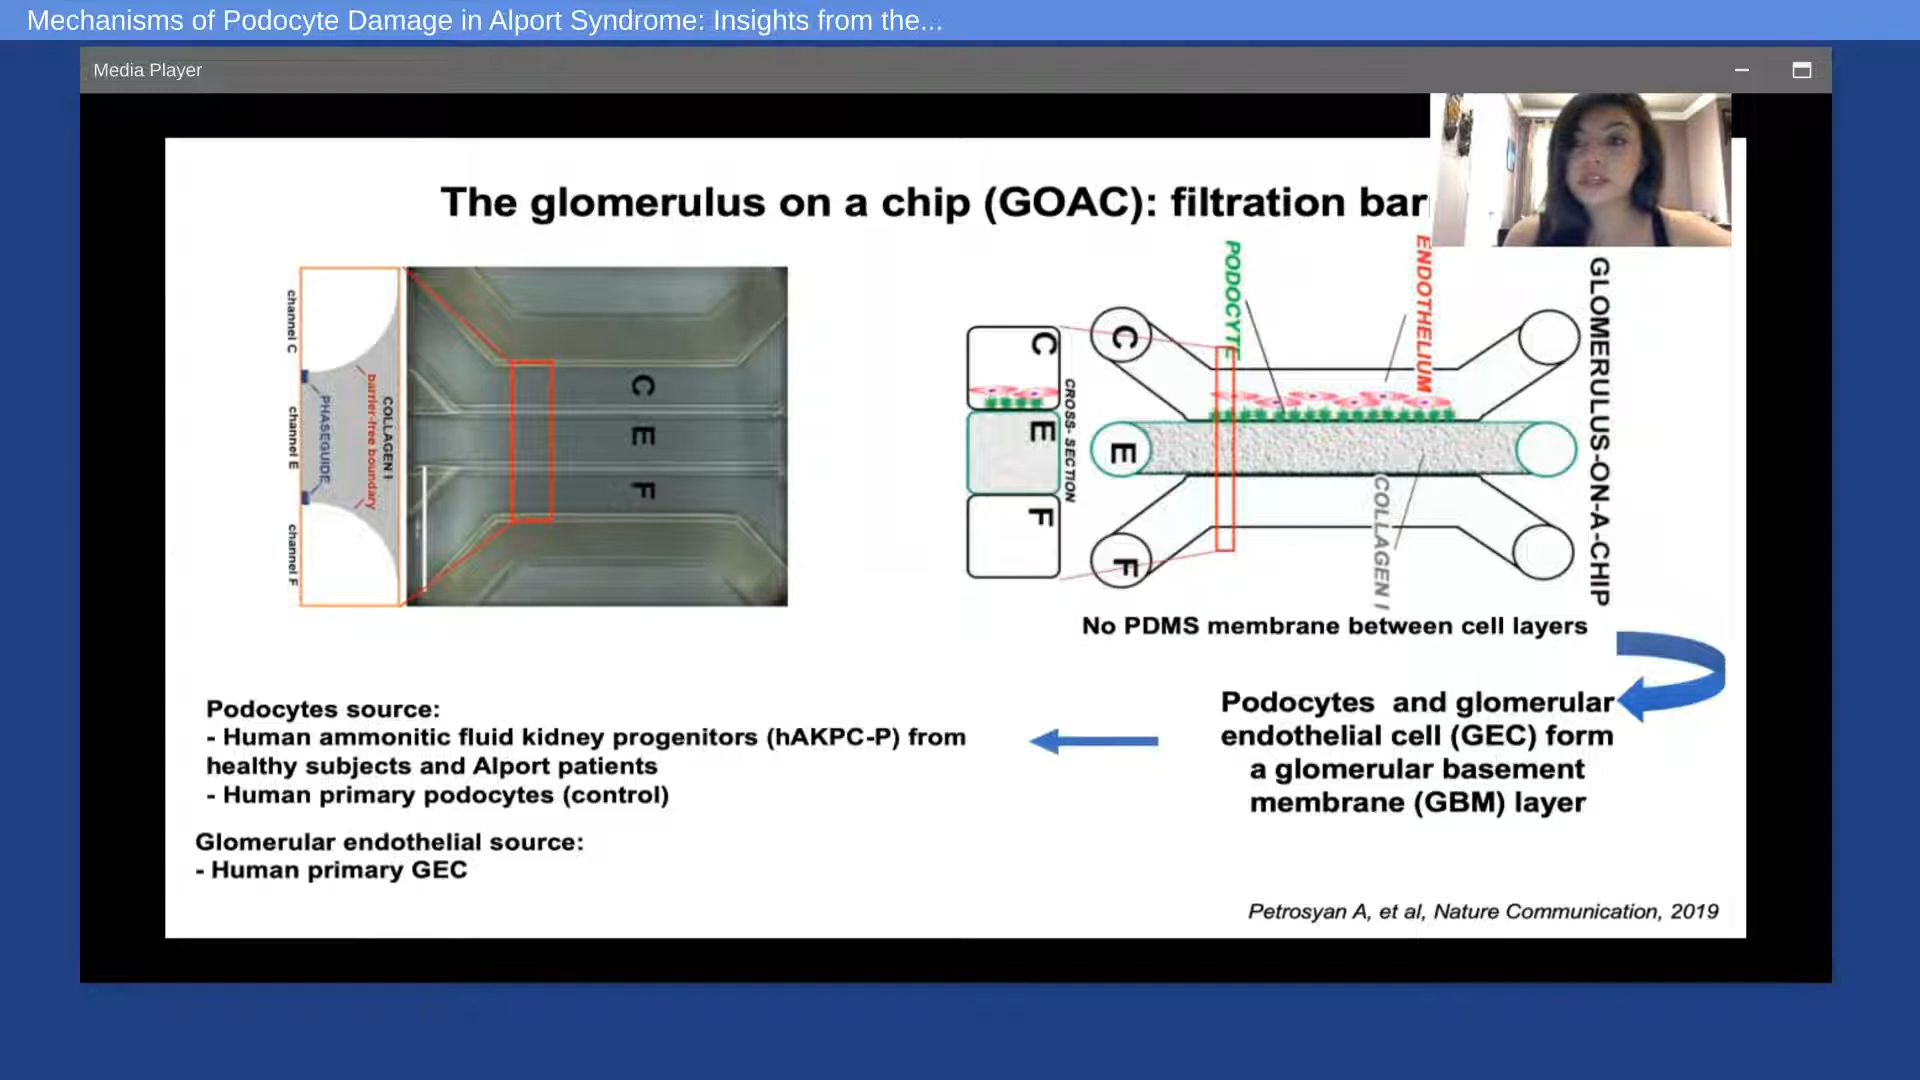 Mechanisms of Podocyte Damage in Alport Syndrome: Insights from the...
Media Player
The glomerulus on a chip (GOAC): filtration bar
channel C
channel E
channel F
PHASEGUIDE
barrier-free boundary
COLLAGEN I
C
E
F
C
E
F
CROSS- SECTION
C
E
F
PODOCYTE
ENDOTHELIUM
COLLAGEN I
GLOMERULUS-ON-A-CHIP
No PDMS membrane between cell layers
Podocytes and glomerular
endothelial cell (GEC) form
a glomerular basement
membrane (GBM) layer
Podocytes source:
- Human ammonitic fluid kidney progenitors (hAKPC-P) from
healthy subjects and Alport patients
- Human primary podocytes (control)
Glomerular endothelial source:
- Human primary GEC
Petrosyan A, et al, Nature Communication, 2019